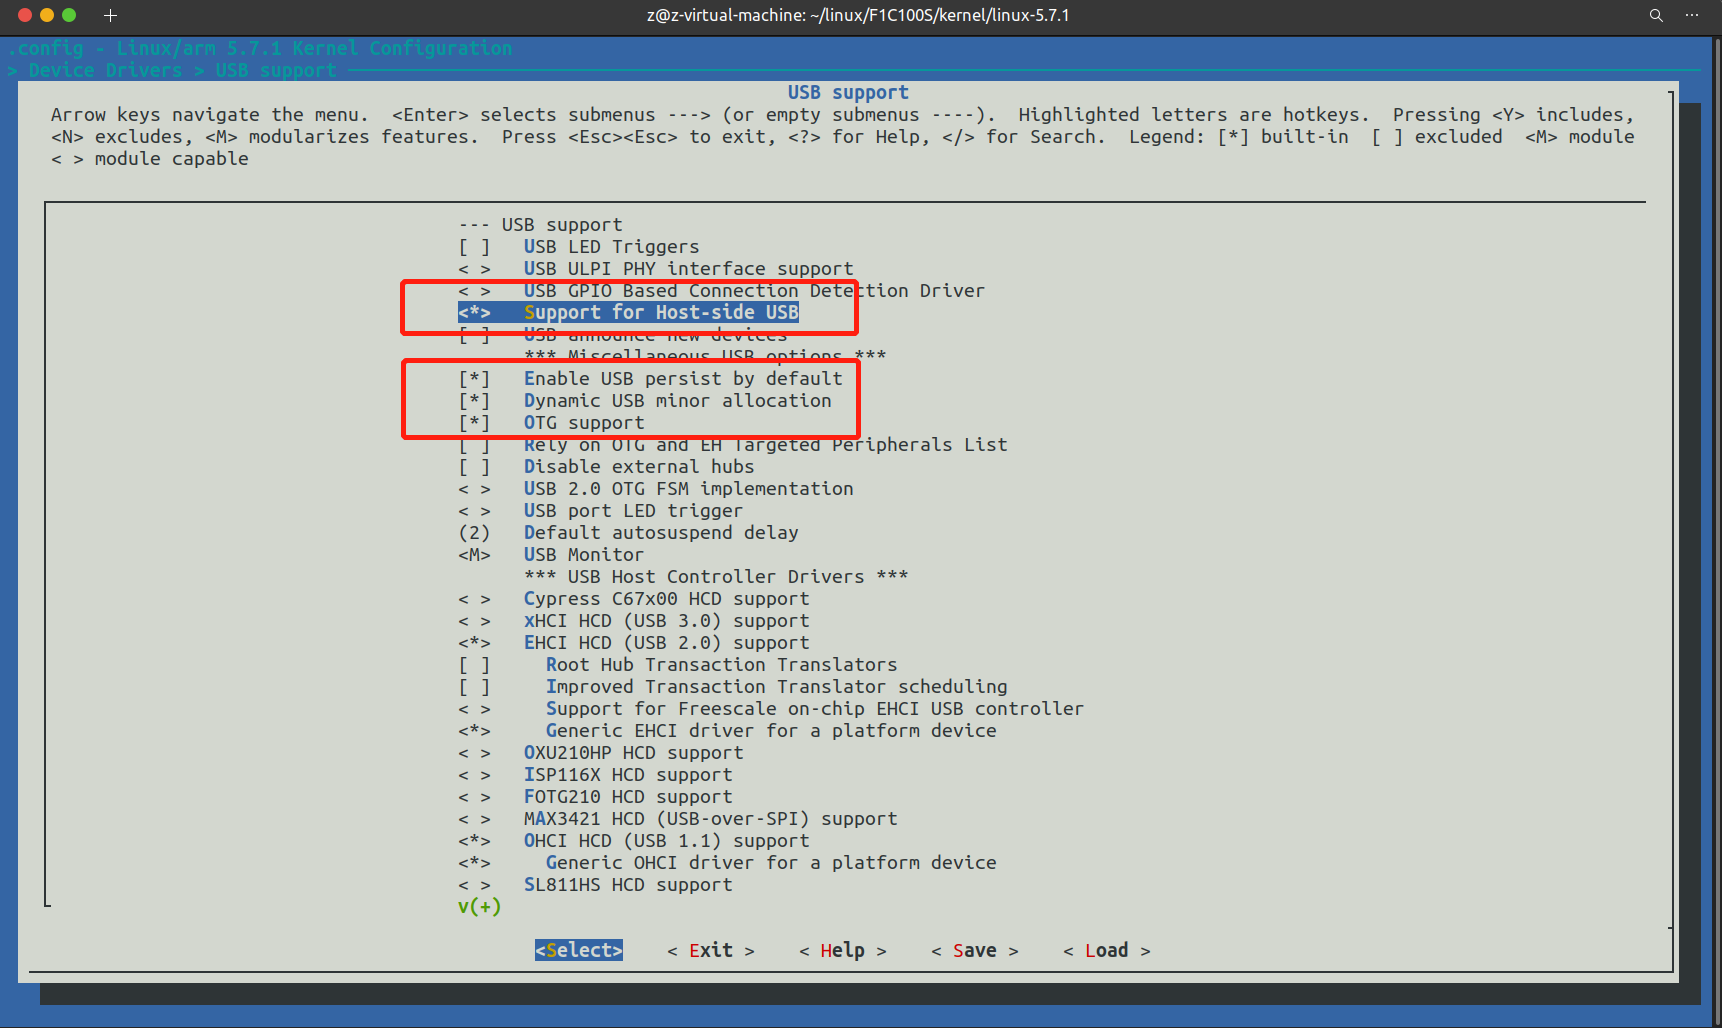 z@z-virtual-machine: ~/linux/F1C100S/kernel/linux-5.7.1
.config - Linux/arm 5.7.1 Kernel Configuration
> Device Drivers > USB support
USB support
Arrow keys navigate the menu.  <Enter> selects submenus ---> (or empty submenus ----).  Highlighted letters are hotkeys.  Pressing <Y> includes,
<N> excludes, <M> modularizes features.  Press <Esc><Esc> to exit, <?> for Help, </> for Search.  Legend: [*] built-in  [ ] excluded  <M> module
< > module capable
--- USB support
[ ]   USB LED Triggers
< >   USB ULPI PHY interface support
< >   USB GPIO Based Connection Detection Driver
<*>   Support for Host-side USB
[ ]   USB announce new devices
*** Miscellaneous USB options ***
[*]   Enable USB persist by default
[*]   Dynamic USB minor allocation
[*]   OTG support
[ ]   Rely on OTG and EH Targeted Peripherals List
[ ]   Disable external hubs
< >   USB 2.0 OTG FSM implementation
< >   USB port LED trigger
(2)   Default autosuspend delay
<M>   USB Monitor
*** USB Host Controller Drivers ***
< >   Cypress C67x00 HCD support
< >   xHCI HCD (USB 3.0) support
<*>   EHCI HCD (USB 2.0) support
[ ]     Root Hub Transaction Translators
[ ]     Improved Transaction Translator scheduling
< >     Support for Freescale on-chip EHCI USB controller
<*>     Generic EHCI driver for a platform device
< >   OXU210HP HCD support
< >   ISP116X HCD support
< >   FOTG210 HCD support
< >   MAX3421 HCD (USB-over-SPI) support
<*>   OHCI HCD (USB 1.1) support
<*>     Generic OHCI driver for a platform device
< >   SL811HS HCD support
v(+)
<Select>    < Exit >    < Help >    < Save >    < Load >